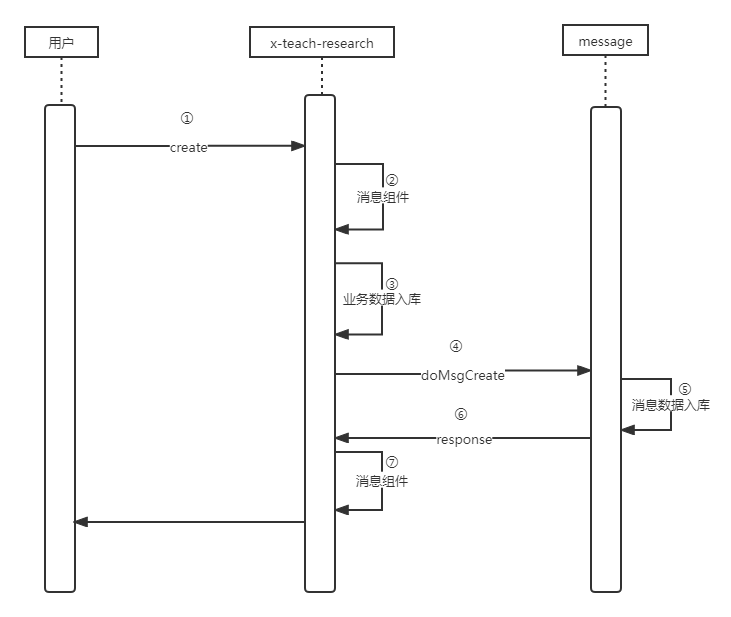 用户
x-teach-research
message
①
create
②
消息组件
③
业务数据入库
④
doMsgCreate
⑤
消息数据入库
⑥
response
⑦
消息组件